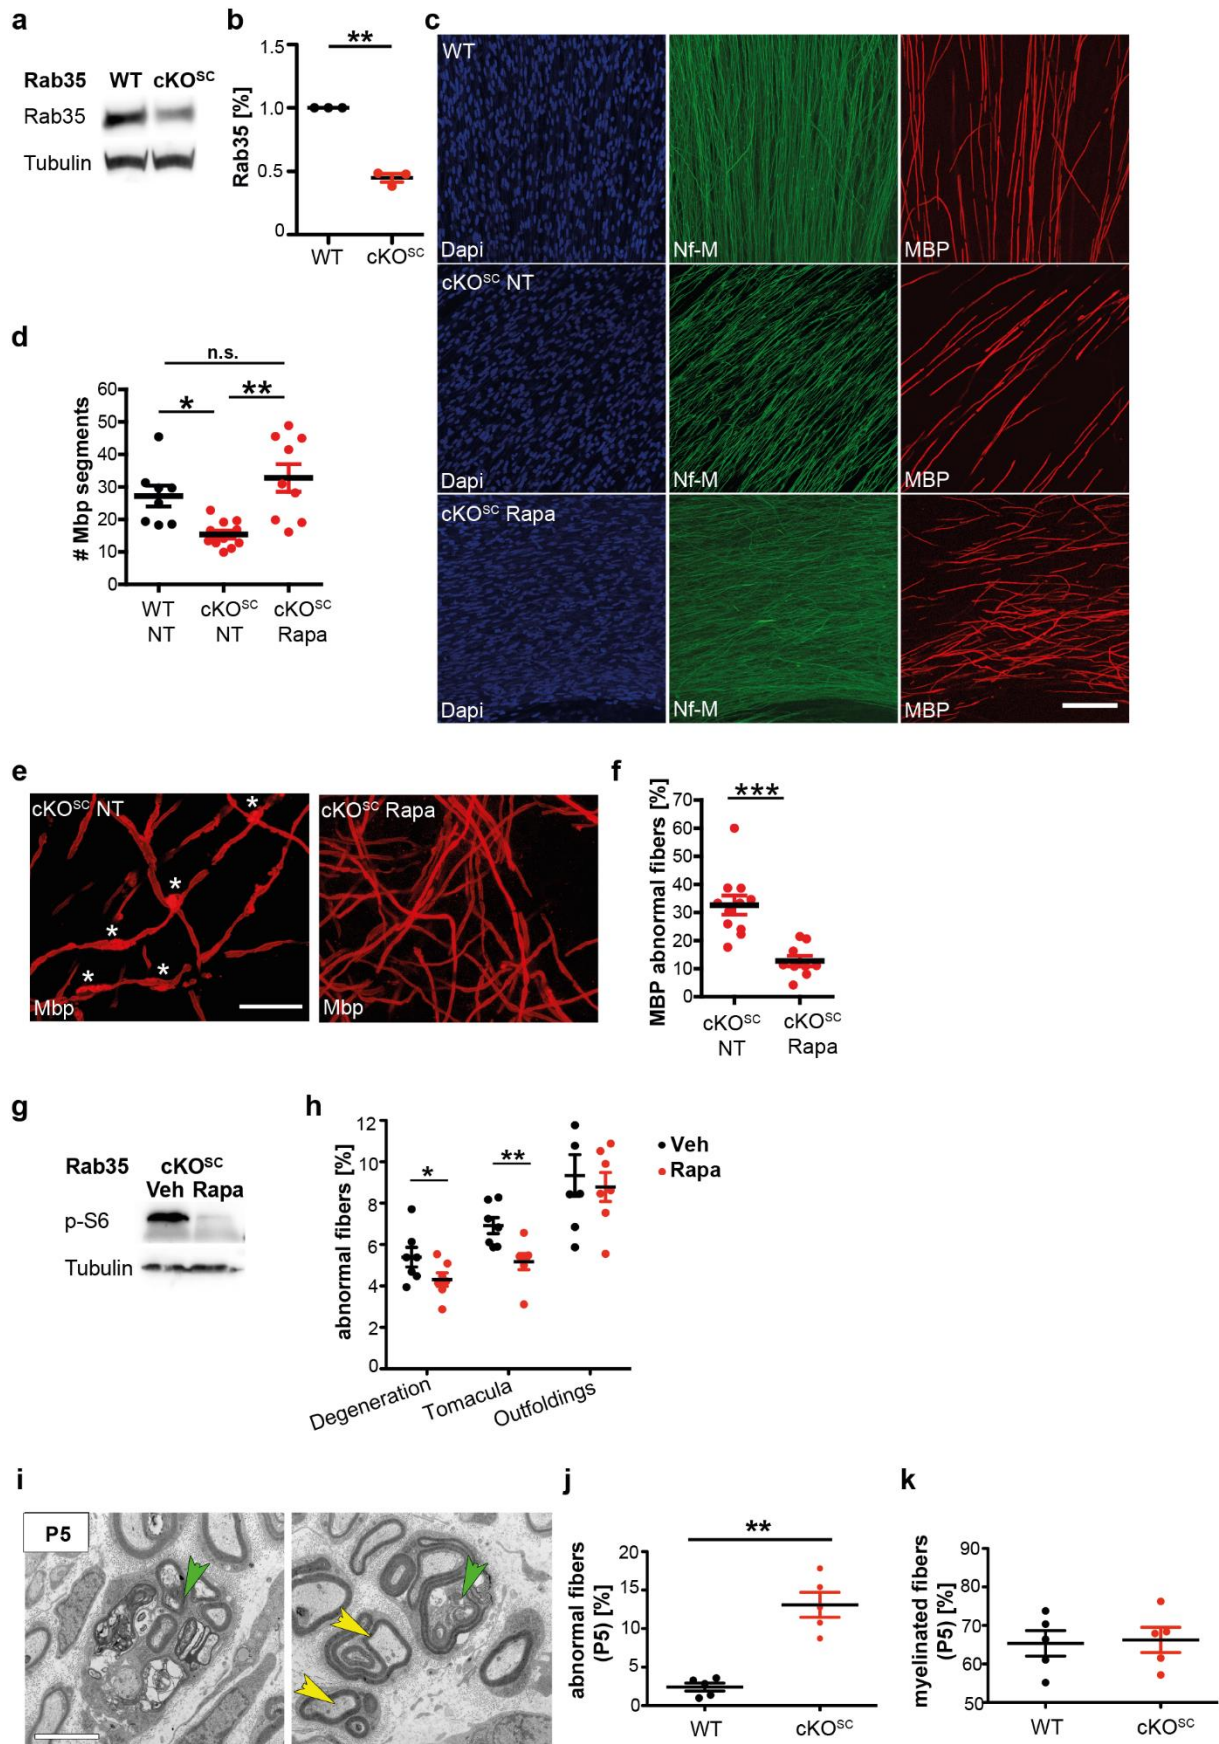 a
Rab35 WT cKOSC
Rab35
Tubulin
b
**
Rab35 [%]
1.5
1.0
0.5
0
WT cKOSC
c
WT
Dapi Nf-M MBP
cKOSC NT
Dapi Nf-M MBP
cKOSC Rapa
Dapi Nf-M MBP
d
n.s.
* **
# Mbp segments
60
50
40
30
20
10
0
WT cKOSC cKOSC
NT NT Rapa
e
cKOSC NT
*
*
*
* *
Mbp
cKOSC Rapa
Mbp
f
***
MBP abnormal fibers [%]
70
60
50
40
30
20
10
0
cKOSC cKOSC
NT Rapa
g
Rab35 cKOSC
Veh Rapa
p-S6
Tubulin
h
abnormal fibers [%]
12
10
8
6
4
2
0
* **
Degeneration
Tomacula
Outfoldings
Veh
Rapa
i
P5
j
**
abnormal fibers
(P5) [%]
20
15
10
5
0
WT cKOSC
k
myelinated fibers
(P5) [%]
90
80
70
60
50
WT cKOSC